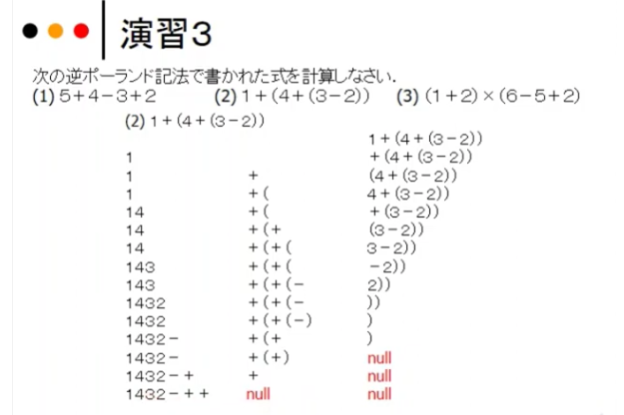 演習3
次の逆ポーランド記法で書かれた式を計算しなさい.
(1) 5+4-3+2 (2) 1+(4+(3-2)) (3) (1+2)×(6-5+2)
(2) 1+(4+(3-2))
1+(4+(3-2))
1 +(4+(3-2))
1 + (4+(3-2))
1 +( 4+(3-2))
14 +( +(3-2))
14 +(+ (3-2))
14 +(+( 3-2))
143 +(+( -2))
143 +(+(- 2))
1432 +(+(- ))
1432 +(+(-) )
1432- +(+ )
1432- +(+) null
1432-+ + null
1432-++ null null